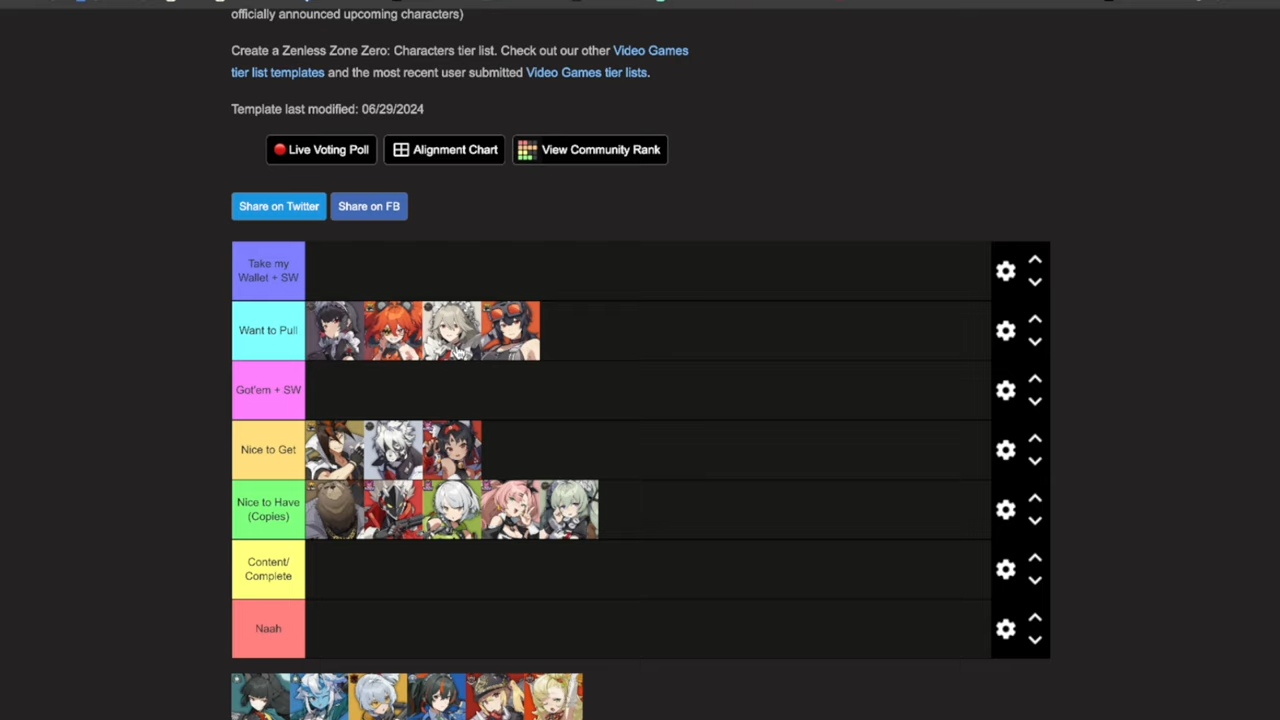 officially announced upcoming characters)
Create a Zenless Zone Zero: Characters tier list. Check out our other Video Games
tier list templates and the most recent user submitted Video Games tier lists.
Template last modified: 06/29/2024
Live Voting Poll
Alignment Chart
View Community Rank
Share on Twitter
Share on FB
Take my
Wallet + SW
Want to Pull
Got'em + SW
Nice to Get
Nice to Have
(Copies)
Content/
Complete
Naah